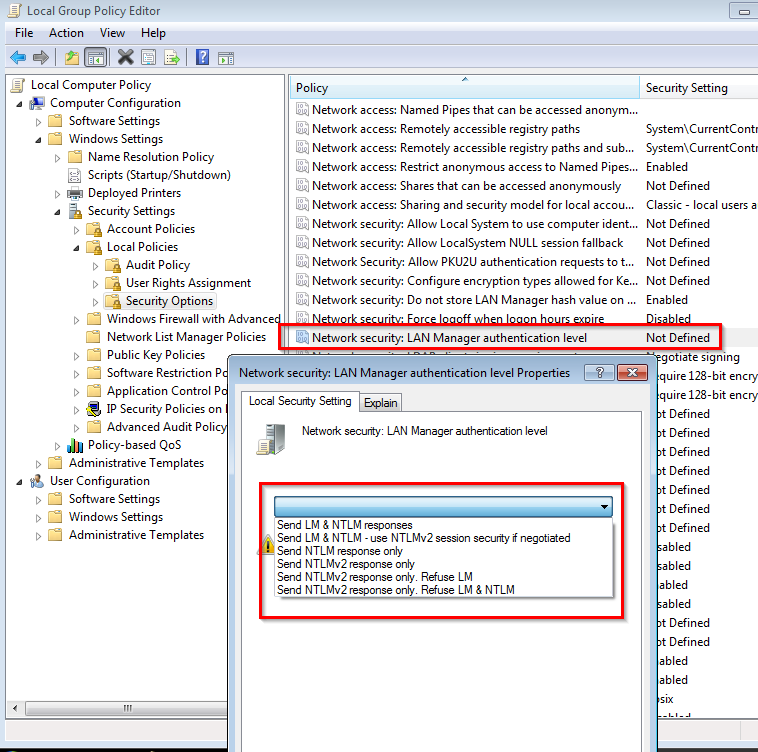 Local Group Policy Editor
File Action View Help
Local Computer Policy
Computer Configuration
Software Settings
Windows Settings
Name Resolution Policy
Scripts (Startup/Shutdown)
Deployed Printers
Security Settings
Account Policies
Local Policies
Audit Policy
User Rights Assignment
Security Options
Windows Firewall with Advanced
Network List Manager Policies
Public Key Policies
Software Restriction Po
Application Control Po
IP Security Policies on
Advanced Audit Policy
Policy-based QoS
Administrative Templates
User Configuration
Software Settings
Windows Settings
Administrative Templates
Policy Security Setting
Network access: Named Pipes that can be accessed anonym...
Network access: Remotely accessible registry paths System\CurrentContr
Network access: Remotely accessible registry paths and sub... System\CurrentContr
Network access: Restrict anonymous access to Named Pipes... Enabled
Network access: Shares that can be accessed anonymously Not Defined
Network access: Sharing and security model for local accou... Classic - local users a
Network security: Allow Local System to use computer ident... Not Defined
Network security: Allow LocalSystem NULL session fallback Not Defined
Network Security: Allow PKU2U authentication requests to t... Not Defined
Network security: Configure encryption types allowed for Ke... Not Defined
Network security: Do not store LAN Manager hash value on ... Enabled
Network security: Force logoff when logon hours expire Disabled
Network security: LAN Manager authentication level Not Defined
Negotiate signing
equire 128-bit encry
equire 128-bit encry
ot Defined
ot Defined
ot Defined
ot Defined
ot Defined
ot Defined
ot Defined
isabled
sabled
nabled
isabled
ot Defined
ot Defined
nabled
nabled
osix
Network security: LAN Manager authentication level Properties
Local Security Setting Explain
Network security: LAN Manager authentication level
Send LM & NTLM responses
Send LM & NTLM - use NTLMv2 session security if negotiated
Send NTLM response only
Send NTLMv2 response only
Send NTLMv2 response only. Refuse LM
Send NTLMv2 response only. Refuse LM & NTLM